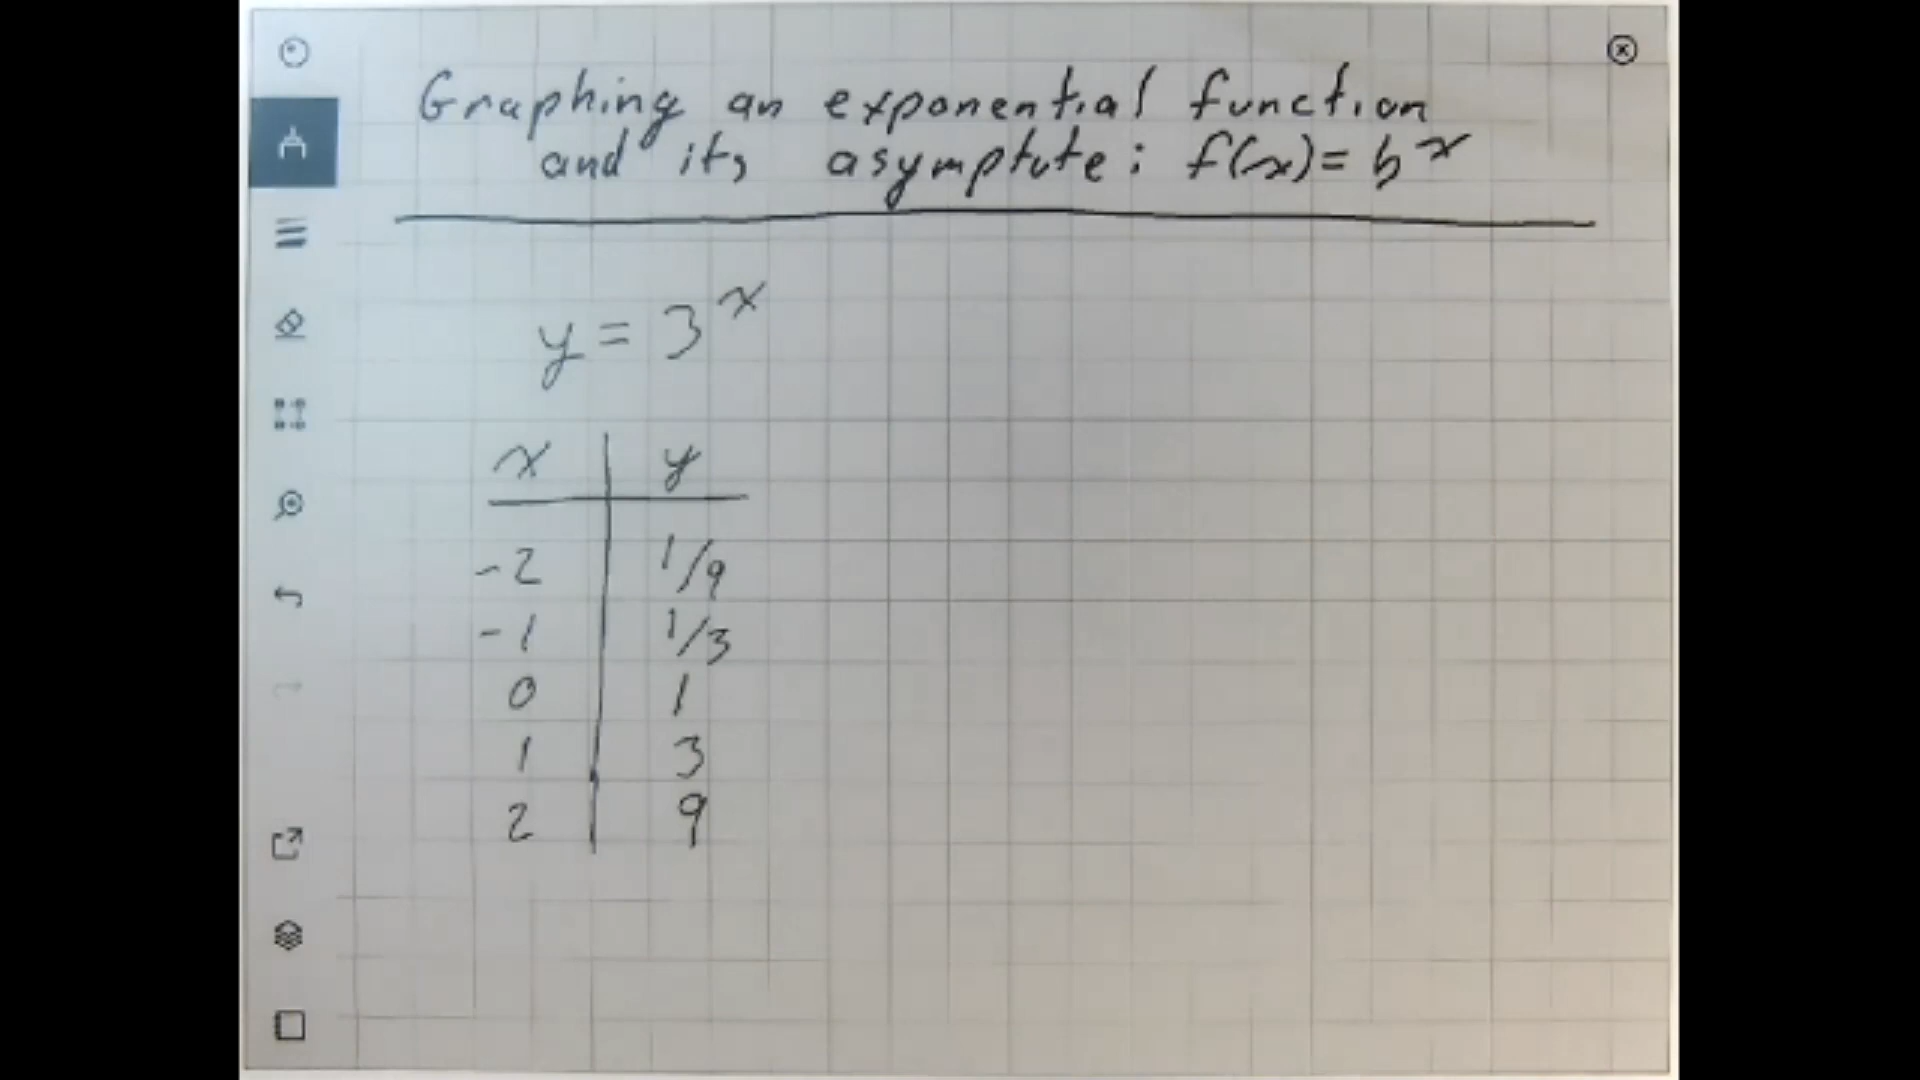 Graphing an exponential function
and its asymptote: f(x) = b^x
y = 3^x
x y
-2 1/9
-1 1/3
0 1
1 3
2 9